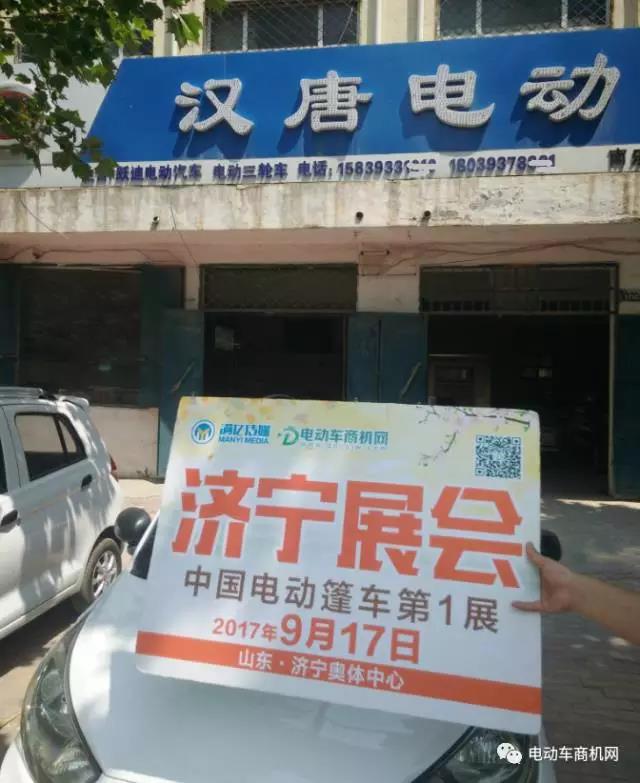 汉唐电动
跃迪电动汽车 电动三轮车 电话:
满亿传媒
MANYI MEDIA
电动车商机网
济宁展会
中国电动篷车第1展
2017年9月17日
山东·济宁奥体中心
电动车商机网